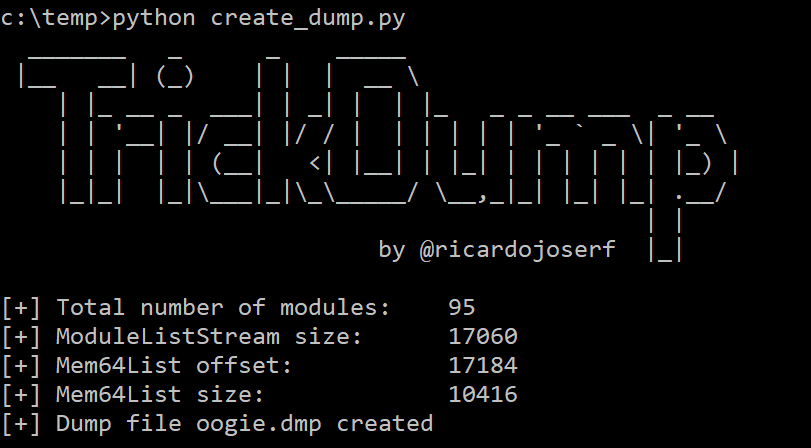 c:\temp>python create_dump.py
TrickDump
by @ricardojoserf
[+] Total number of modules: 95
[+] ModuleListStream size: 17060
[+] Mem64List offset: 17184
[+] Mem64List size: 10416
[+] Dump file oogie.dmp created